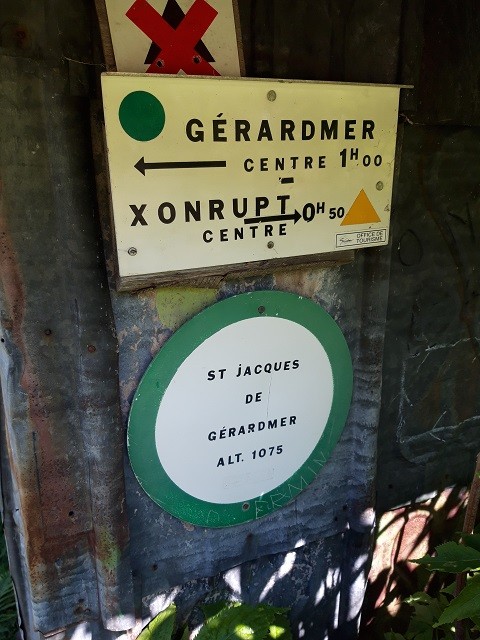 GÉRARDMER
CENTRE 1H00
XONRUPT 0H50
CENTRE
OFFICE DE
TOURISME
ST JACQUES
DE
GÉRARDMER
ALT. 1075